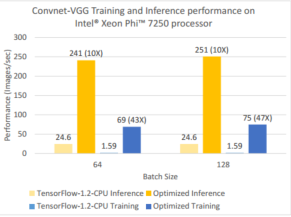 Convnet-VGG Training and Inference performance on
Intel® Xeon Phi™ 7250 processor
Performance (Images/sec)
300
250
200
150
100
50
0
241 (10X)
251 (10X)
69 (43X)
75 (47X)
24.6
1.59
24.6
1.59
64
128
Batch Size
TensorFlow-1.2-CPU Inference
Optimized Inference
TensorFlow-1.2-CPU Training
Optimized Training